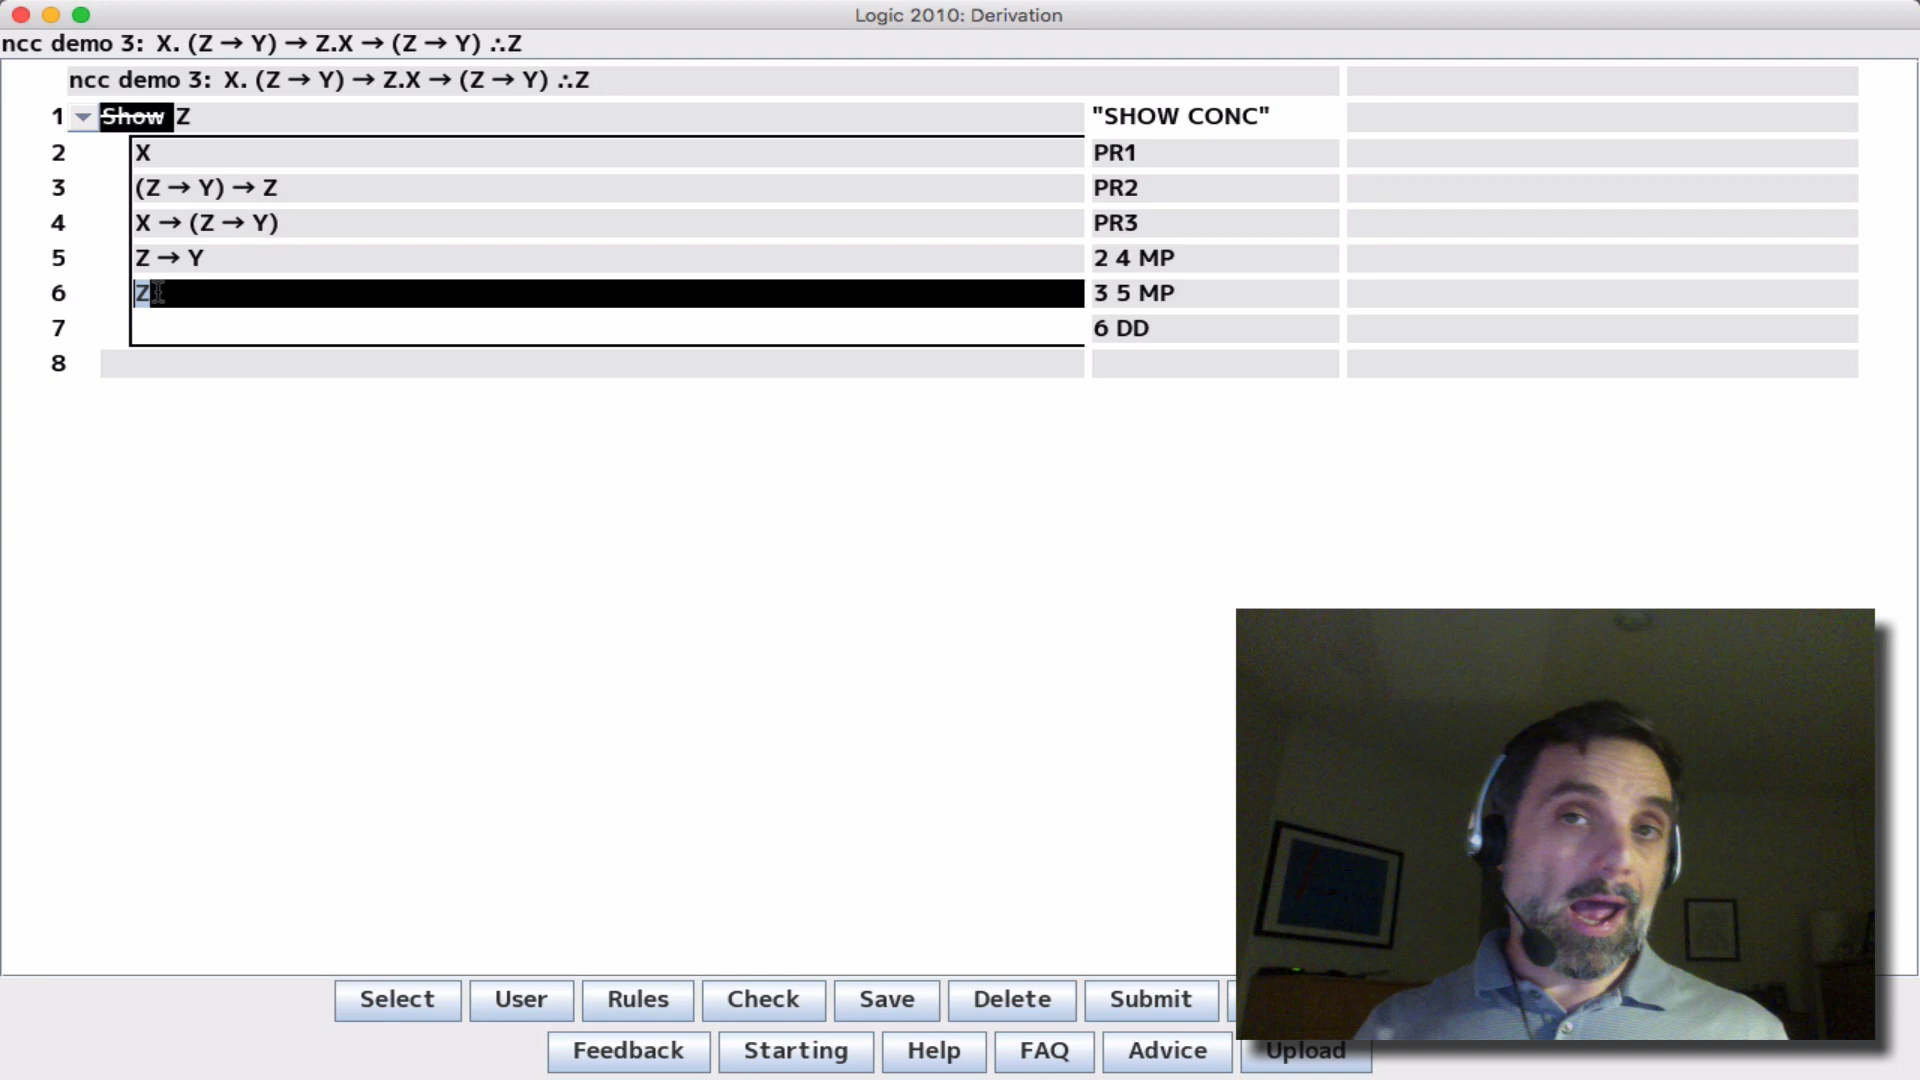 Logic 2010: Derivation
ncc demo 3: X. (Z → Y) → Z.X → (Z → Y) ∴Z
ncc demo 3: X. (Z → Y) → Z.X → (Z → Y) ∴Z
1 Show Z "SHOW CONC"
2 X PR1
3 (Z → Y) → Z PR2
4 X → (Z → Y) PR3
5 Z → Y 2 4 MP
6 Z 3 5 MP
7 6 DD
8
Select User Rules Check Save Delete Submit
Feedback Starting Help FAQ Advice Upload